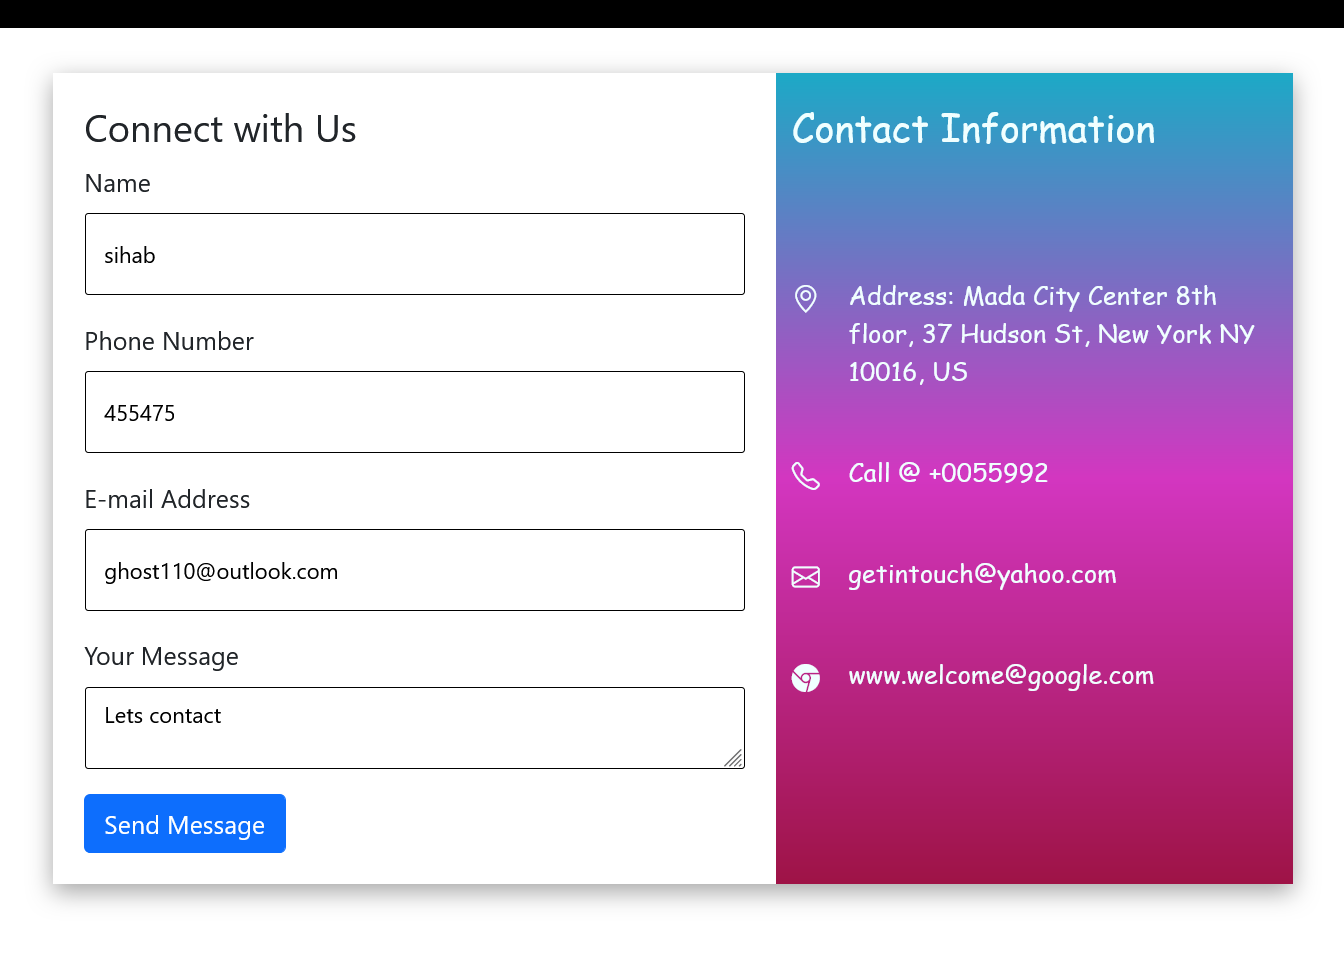 Connect with Us
Name
sihab
Phone Number
455475
E-mail Address
ghost110@outlook.com
Your Message
Lets contact
Send Message
Contact Information
Address: Mada City Center 8th
floor, 37 Hudson St, New York NY
10016, US
Call @ +0055992
getintouch@yahoo.com
www.welcome@google.com